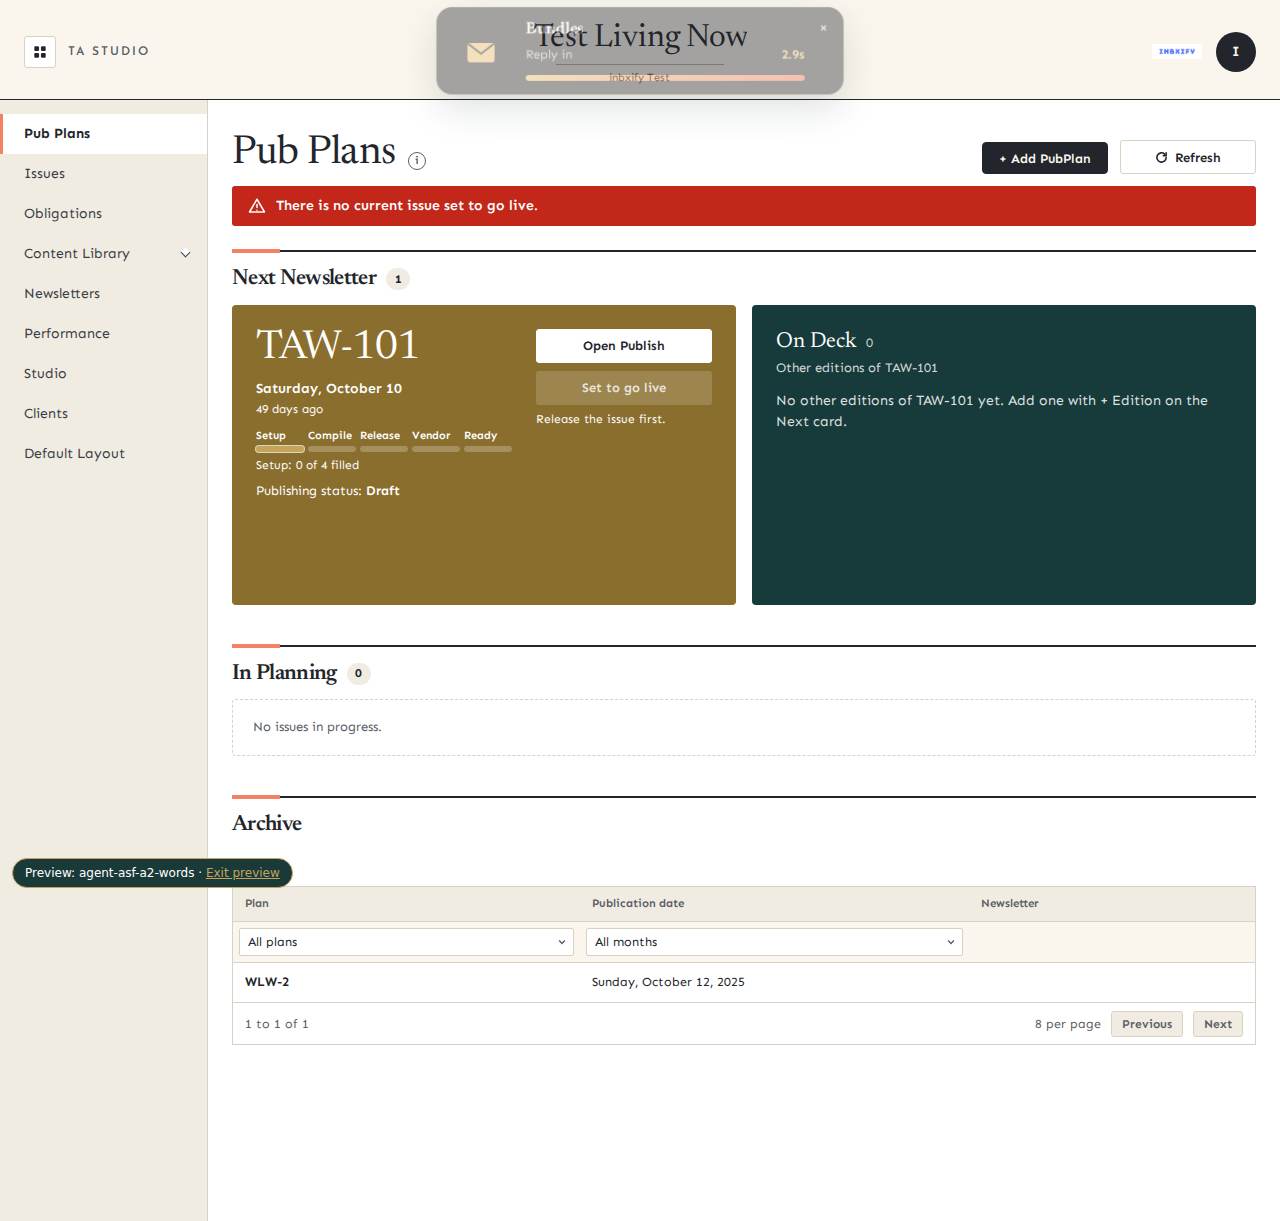 TA STUDIO
Bundles
Test Living Now
Reply in
2.9s
×
inbxify Test
INBXIFY
I
Pub Plans
Issues
Obligations
Content Library
Newsletters
Performance
Studio
Clients
Default Layout
Pub Plans
i
+ Add PubPlan
Refresh
There is no current issue set to go live.
Next Newsletter 1
TAW-101
Saturday, October 10
49 days ago
Setup Compile Release Vendor Ready
Setup: 0 of 4 filled
Publishing status: Draft
Open Publish
Set to go live
Release the issue first.
On Deck 0
Other editions of TAW-101
No other editions of TAW-101 yet. Add one with + Edition on the
Next card.
In Planning 0
No issues in progress.
Archive
Preview: agent-asf-a2-words · Exit preview
Plan Publication date Newsletter
All plans All months
WLW-2 Sunday, October 12, 2025
1 to 1 of 1 8 per page Previous Next